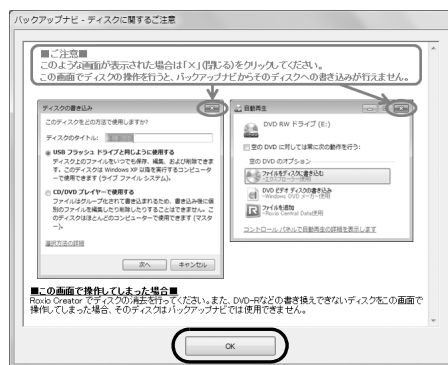 バックアップナビ - ディスクに関するご注意
■ご注意■
このような画面が表示された場合は「×」(閉じる)をクリックしてください。
この画面でディスクの操作を行うと、バックアップナビからそのディスクへの書き込みが行えません。
ディスクの書き込み
このディスクをどの方法で使用しますか?
ディスクのタイトル:
USB フラッシュ ドライブと同じように使用する
ディスク上のファイルをいつでも保存、編集、および削除できます。このディスクは Windows XP 以降を実行するコンピューターで使用できます (ライブ ファイル システム)。
CD/DVD プレイヤーで使用する
ファイルはグループ化されて書き込まれるため、書き込み後に個別のファイルを編集したり削除したりすることはできません。このディスクはほとんどのコンピューターで使用できます (マスター)。
選択方法の詳細
次へ
キャンセル
自動再生
DVD RW ドライブ (E:)
空の DVD に対しては常に次の動作を行う:
空の DVD のオプション
ファイルをディスクに書き込む
-エクスプローラー使用
DVD ビデオ ディスクの書き込み
-Windows DVD メーカー使用
ファイルを追加
-Roxio Central Data使用
コントロール パネルで自動再生の詳細を表示します
■この画面で操作してしまった場合■
Roxio Creator でディスクの消去を行ってください。また、DVD-Rなどの書き換えできないディスクをこの画面で
操作してしまった場合、そのディスクはバックアップナビでは使用できません。
OK